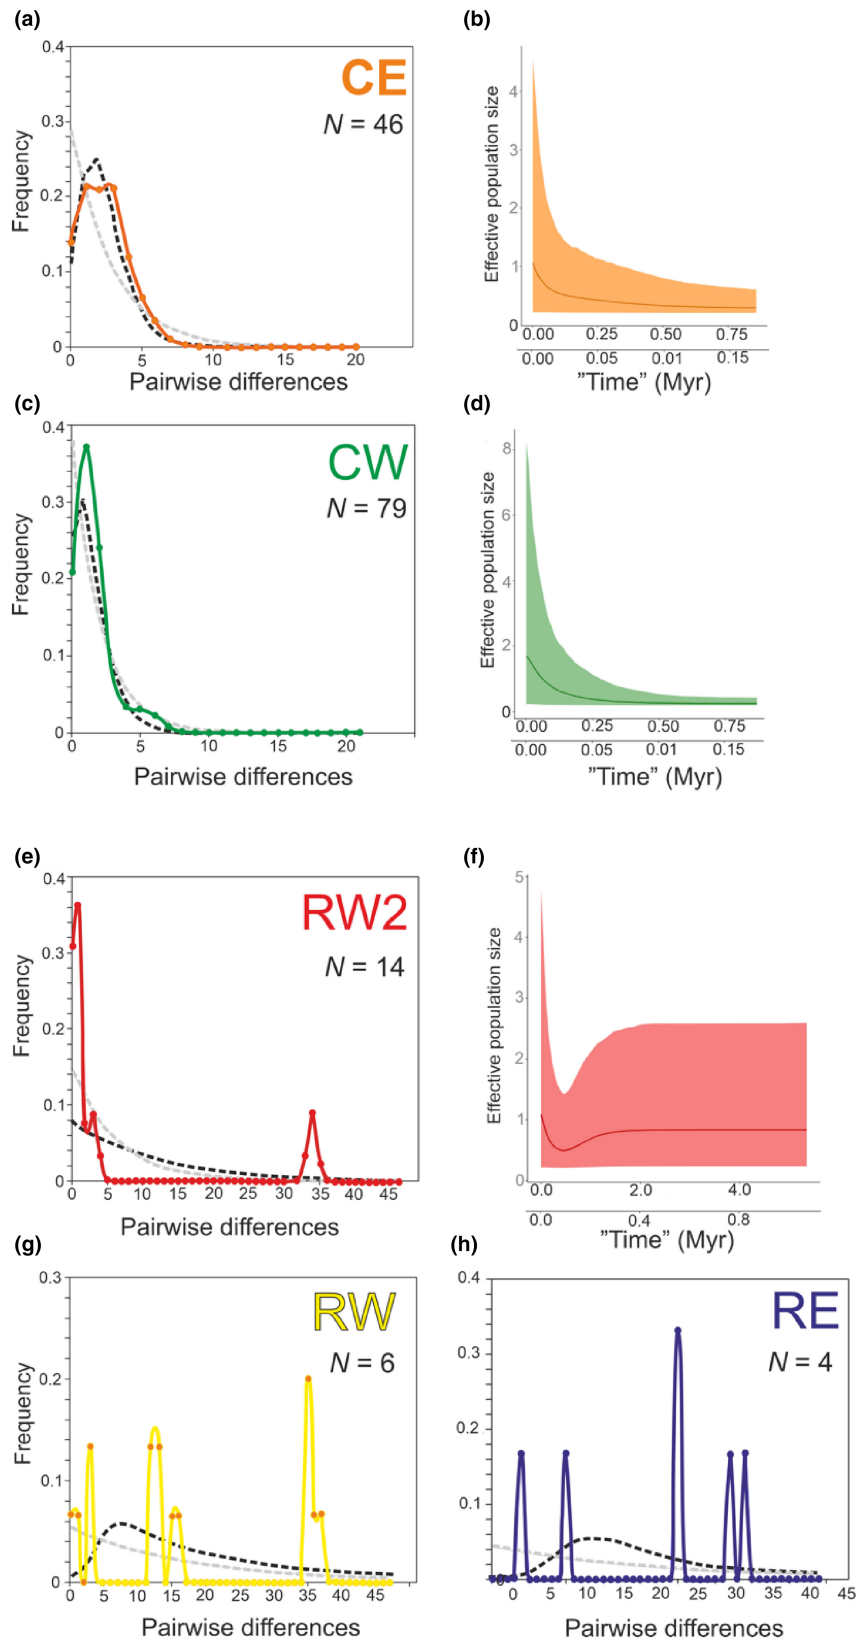 (a)
0.4
0.3
0.2
0.1
0
Frequency
CE
N = 46
0 5 10 15 20
Pairwise differences
(b)
4
2
1
0
Effective population size
0.00 0.25 0.50 0.75
0.00 0.05 0.01 0.15
"Time" (Myr)
(c)
0.4
0.3
0.2
0.1
0
Frequency
CW
N = 79
0 5 10 15 20
Pairwise differences
(d)
8
6
4
2
0
Effective population size
0.00 0.25 0.50 0.75
0.00 0.05 0.01 0.15
"Time" (Myr)
(e)
0.4
0.3
0.2
0.1
0
Frequency
RW2
N = 14
0 5 10 15 20 25 30 35 40 45
Pairwise differences
(f)
5
4
3
2
1
0
Effective population size
0.0 2.0 4.0
0.0 0.4 0.8
"Time" (Myr)
(g)
0.3
0.2
0.1
0
Frequency
RW
N = 6
0 5 10 15 20 25 30 35 40 45
Pairwise differences
(h)
0.4
0.3
0.2
0.1
0
RE
N = 4
0 5 10 15 20 25 30 35 40 45
Pairwise differences